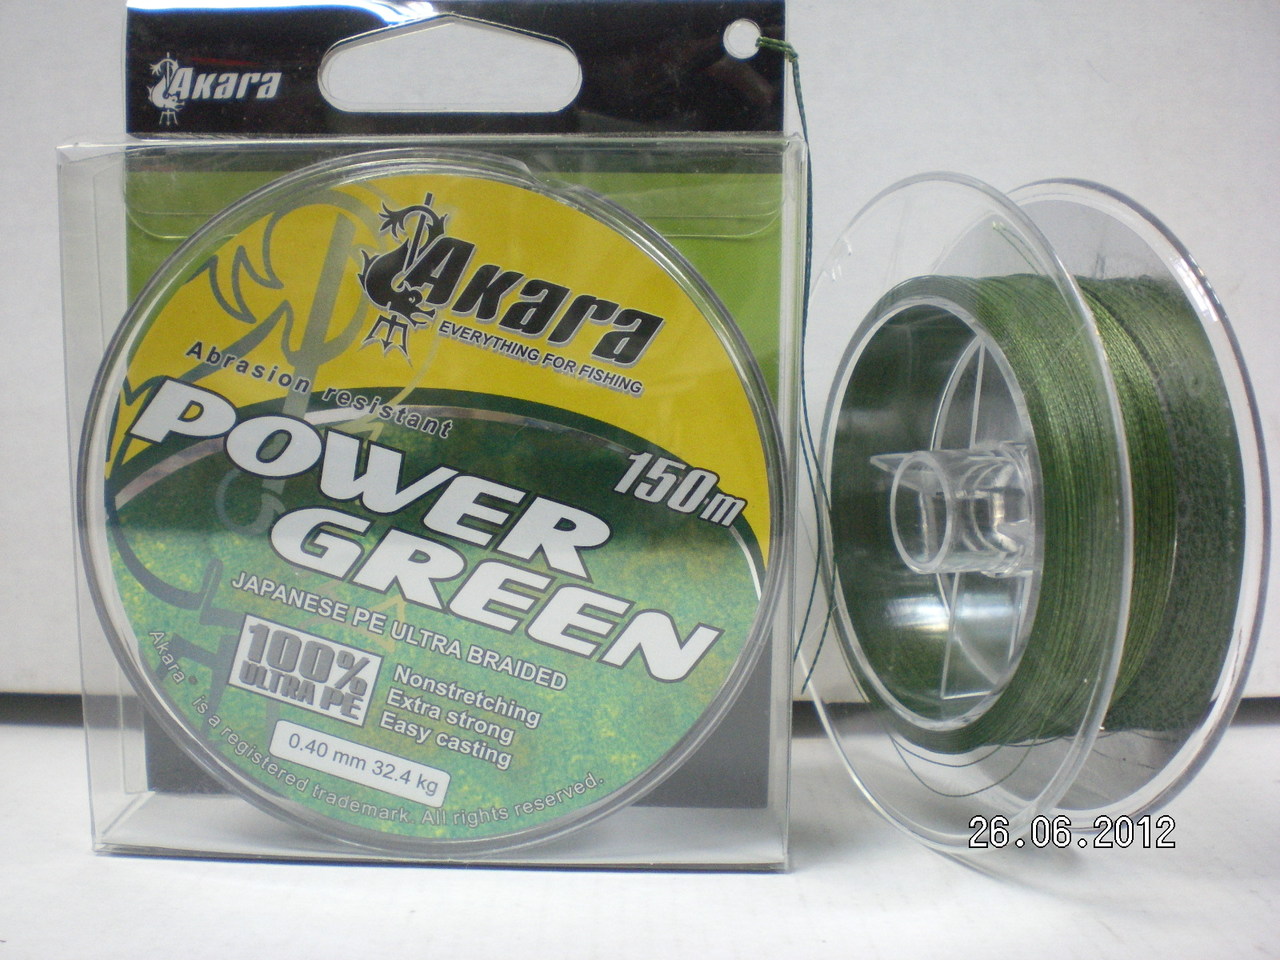 Akara
Akara
EVERYTHING FOR FISHING
Abrasion resistant
POWER
GREEN
150 m
JAPANESE PE ULTRA BRAIDED
100%
ULTRA PE
Nonstretching
Extra strong
Easy casting
0.40 mm 32.4 kg
Akara® is a registered trademark. All rights reserved.
26.06.2012